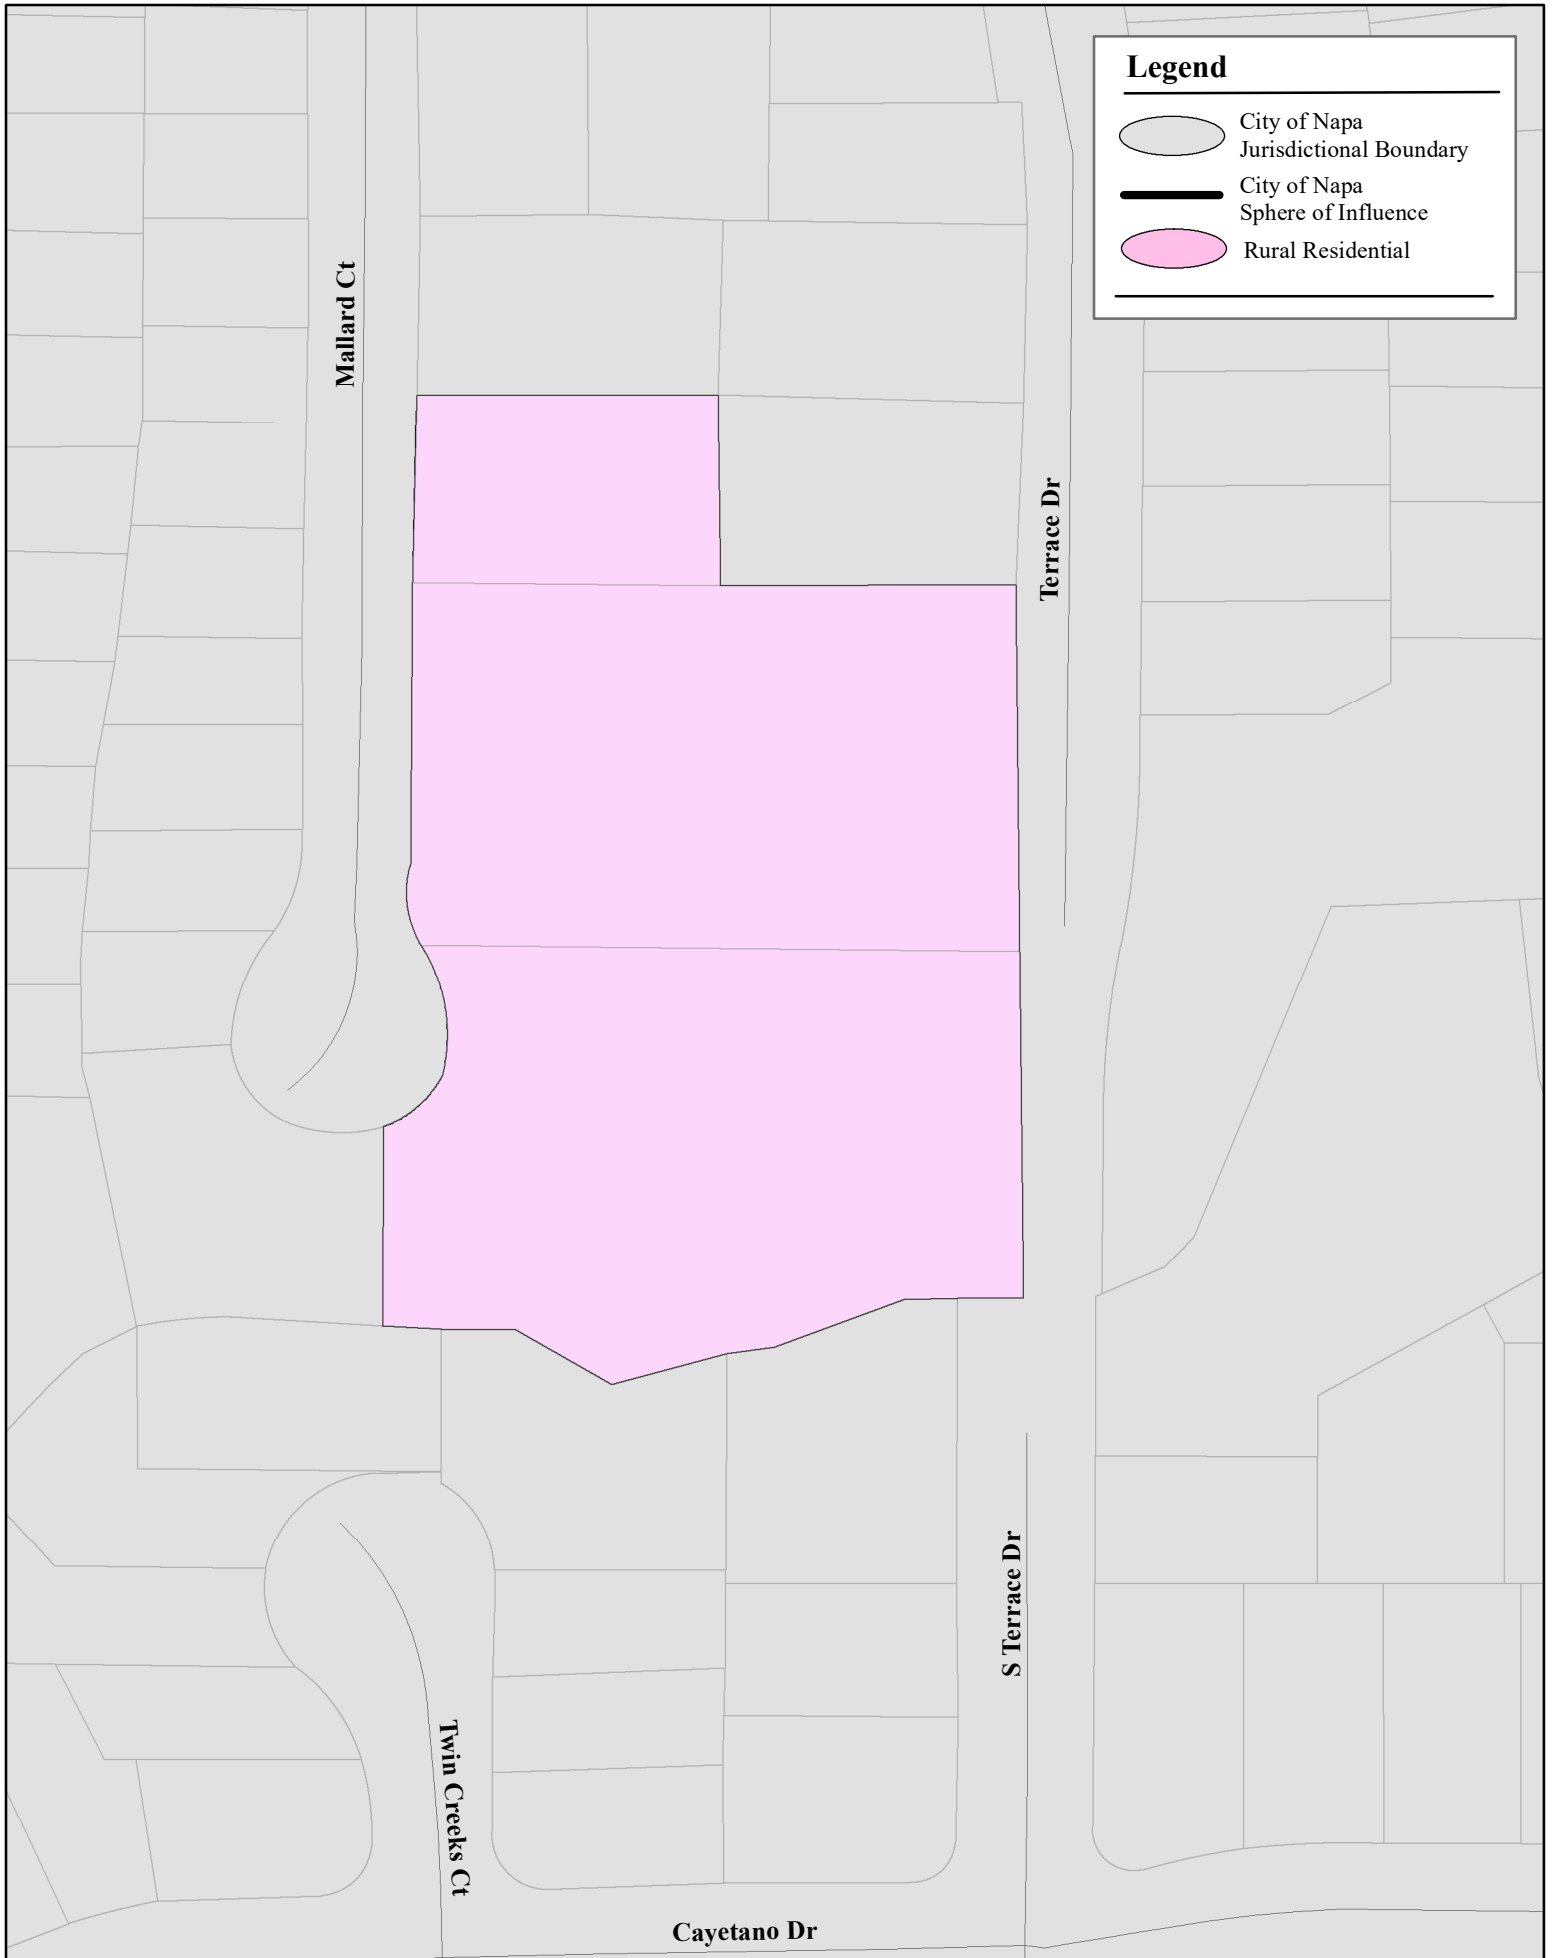 Legend
City of Napa
Jurisdictional Boundary
City of Napa
Sphere of Influence
Rural Residential
Mallard Ct
Terrace Dr
S Terrace Dr
Twin Creeks Ct
Cayetano Dr